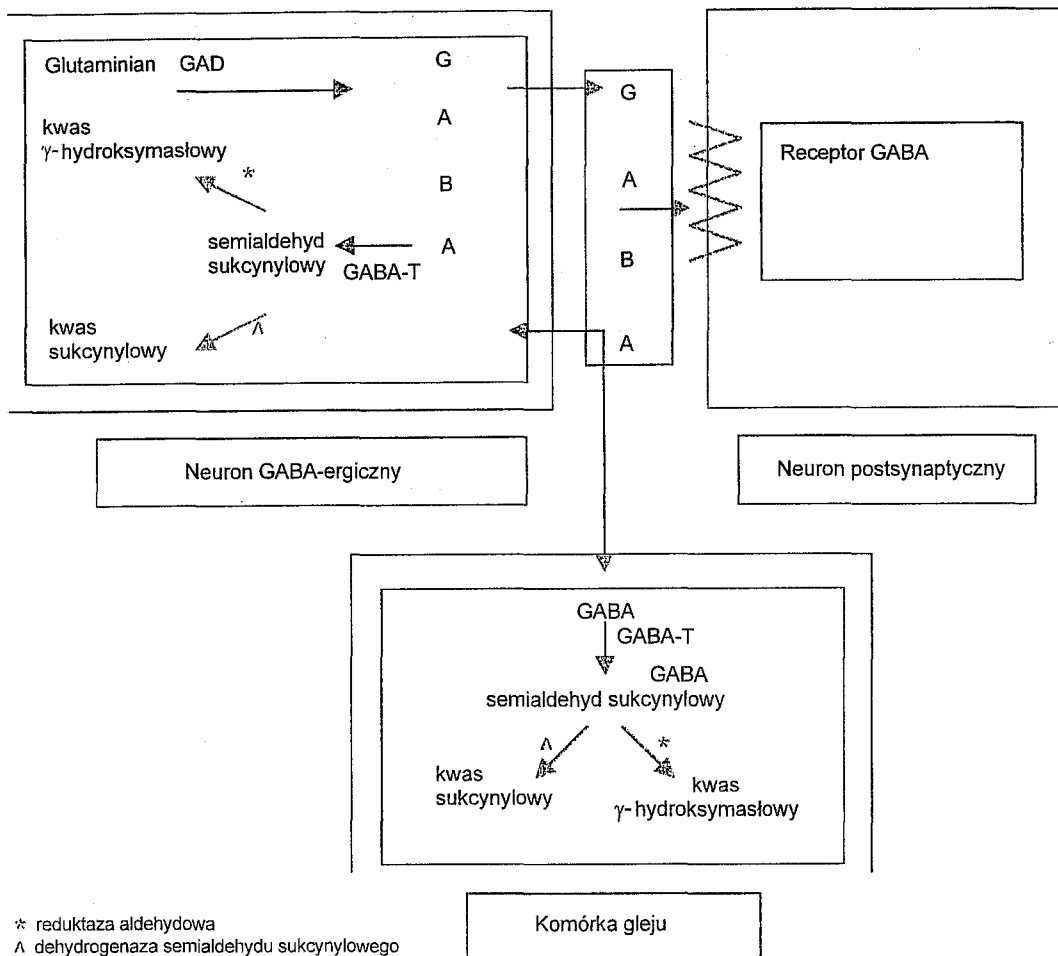 Glutaminian GAD
kwas
γ-hydroksymasłowy
*
semialdehyd
sukcynylowy
GABA-T
kwas
sukcynylowy
^
G
A
B
A
G
A
B
A
Receptor GABA
Neuron GABA-ergiczny
Neuron postsynaptyczny
GABA
GABA-T
GABA
semialdehyd sukcynylowy
^ *
kwas
sukcynylowy
kwas
γ-hydroksymasłowy
Komórka gleju
* reduktaza aldehydowa
^ dehydrogenaza semialdehydu sukcynylowego